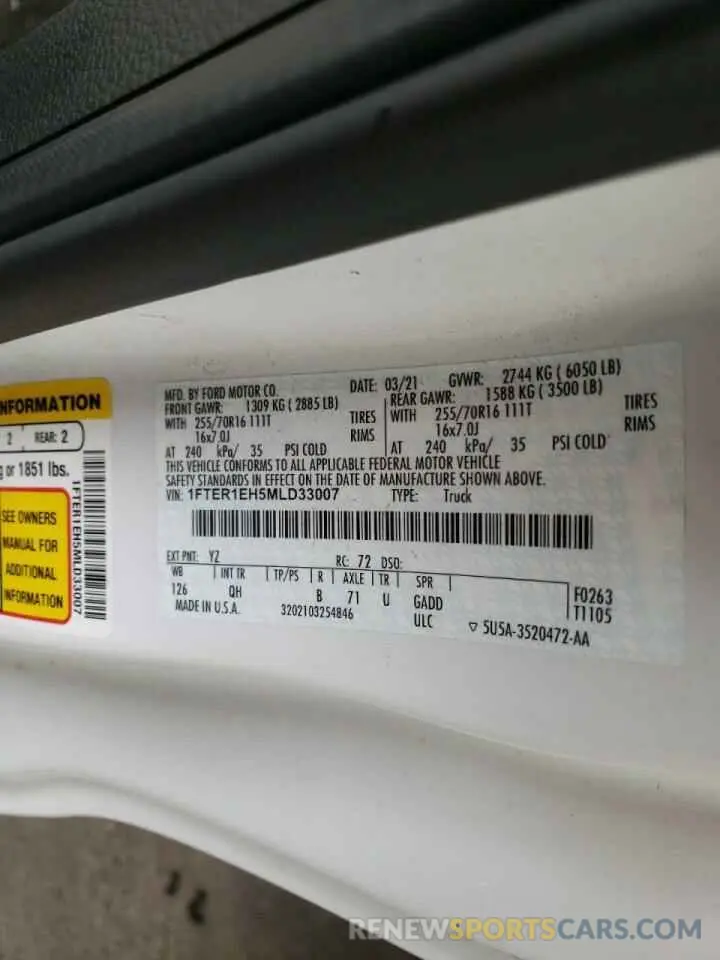 NFORMATION
2 REAR: 2
g or 1851 lbs.
SEE OWNERS
MANUAL FOR
ADDITIONAL
INFORMATION
1FTER1EH5MLD33007
MFD. BY FORD MOTOR CO. DATE: 03/21 GVWR: 2744 KG ( 6050 LB)
FRONT GAWR: 1309 KG ( 2885 LB) REAR GAWR: 1588 KG ( 3500 LB)
WITH 255/70R16 111T TIRES WITH 255/70R16 111T TIRES
16x7.0J RIMS 16x7.0J RIMS
AT 240 kPa/ 35 PSI COLD AT 240 kPa/ 35 PSI COLD
THIS VEHICLE CONFORMS TO ALL APPLICABLE FEDERAL MOTOR VEHICLE
SAFETY STANDARDS IN EFFECT ON THE DATE OF MANUFACTURE SHOWN ABOVE.
VIN: 1FTER1EH5MLD33007 TYPE: Truck
EXT PNT: YZ RC: 72 DSO:
WB INT TR TP/PS R AXLE TR SPR
126 QH B 71 U GADD F0263
MADE IN U.S.A. 3202103254846 ULC T1105
▽ 5U5A-3520472-AA
RENEWSPORTSCARS.COM